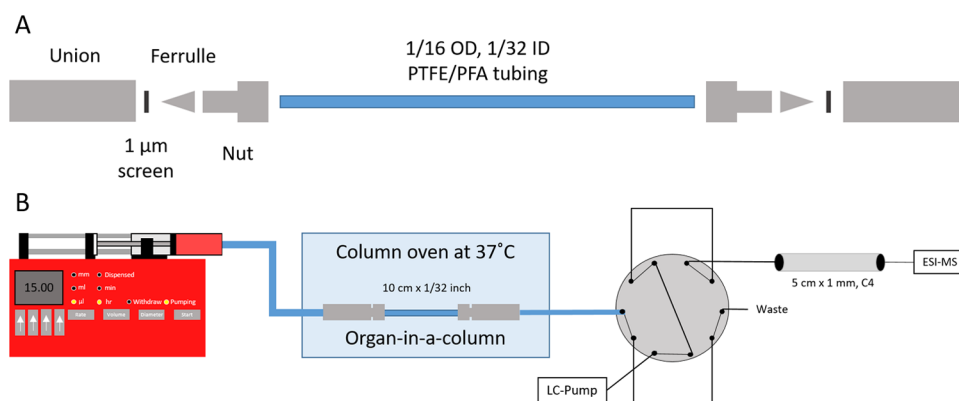 A
Union
Ferrulle
1/16 OD, 1/32 ID
PTFE/PFA tubing
1 µm
screen
Nut
B
15.00
mm
Dispensed
ml
min
µl
hr
Withdraw
Pumping
Rate
Volume
Diameter
Start
Column oven at 37˚C
10 cm x 1/32 inch
Organ-in-a-column
5 cm x 1 mm, C4
ESI-MS
Waste
LC-Pump